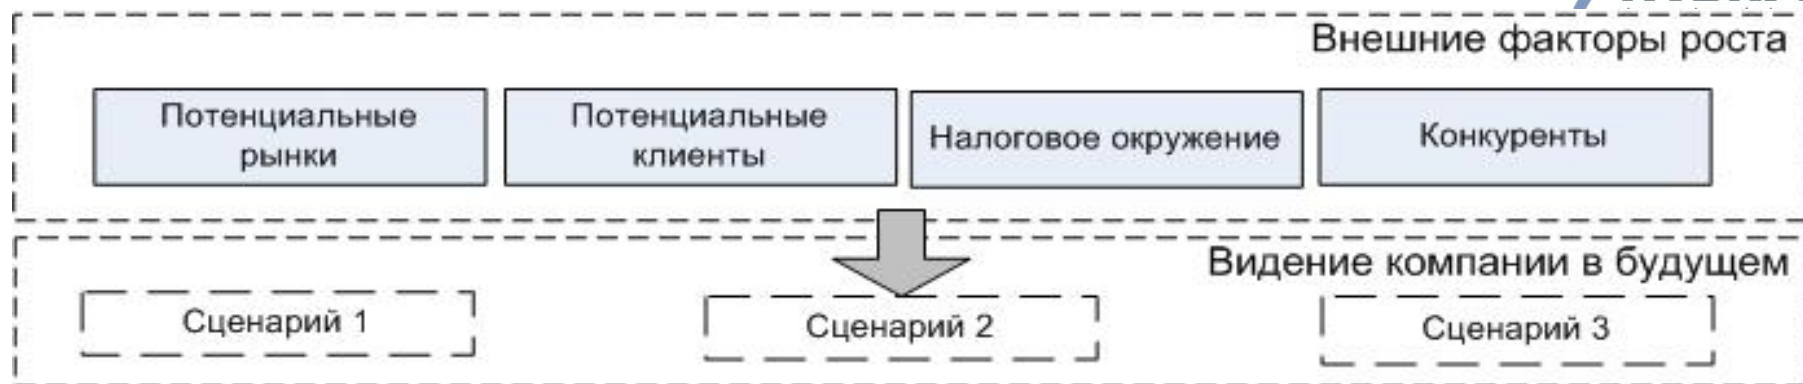 Внешние факторы роста
Потенциальные
рынки
Потенциальные
клиенты
Налоговое окружение
Конкуренты
Видение компании в будущем
Сценарий 1
Сценарий 2
Сценарий 3